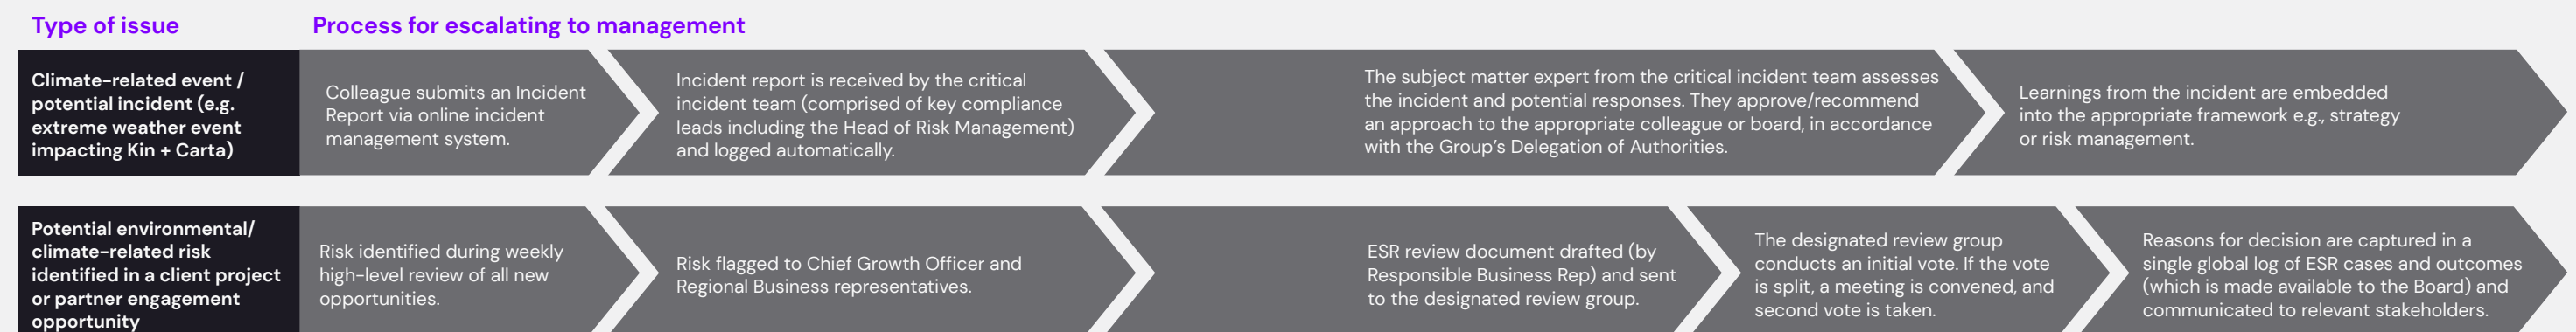 Type of issue
Process for escalating to management
Climate-related event /
potential incident (e.g.
extreme weather event
impacting Kin + Carta)
Colleague submits an Incident
Report via online incident
management system.
Incident report is received by the critical
incident team (comprised of key compliance
leads including the Head of Risk Management)
and logged automatically.
The subject matter expert from the critical incident team assesses
the incident and potential responses. They approve/recommend
an approach to the appropriate colleague or board, in accordance
with the Group’s Delegation of Authorities.
Learnings from the incident are embedded
into the appropriate framework e.g., strategy
or risk management.
Potential environmental/
climate-related risk
identified in a client project
or partner engagement
opportunity
Risk identified during weekly
high-level review of all new
opportunities.
Risk flagged to Chief Growth Officer and
Regional Business representatives.
ESR review document drafted (by
Responsible Business Rep) and sent
to the designated review group.
The designated review group
conducts an initial vote. If the vote
is split, a meeting is convened, and
second vote is taken.
Reasons for decision are captured in a
single global log of ESR cases and outcomes
(which is made available to the Board) and
communicated to relevant stakeholders.